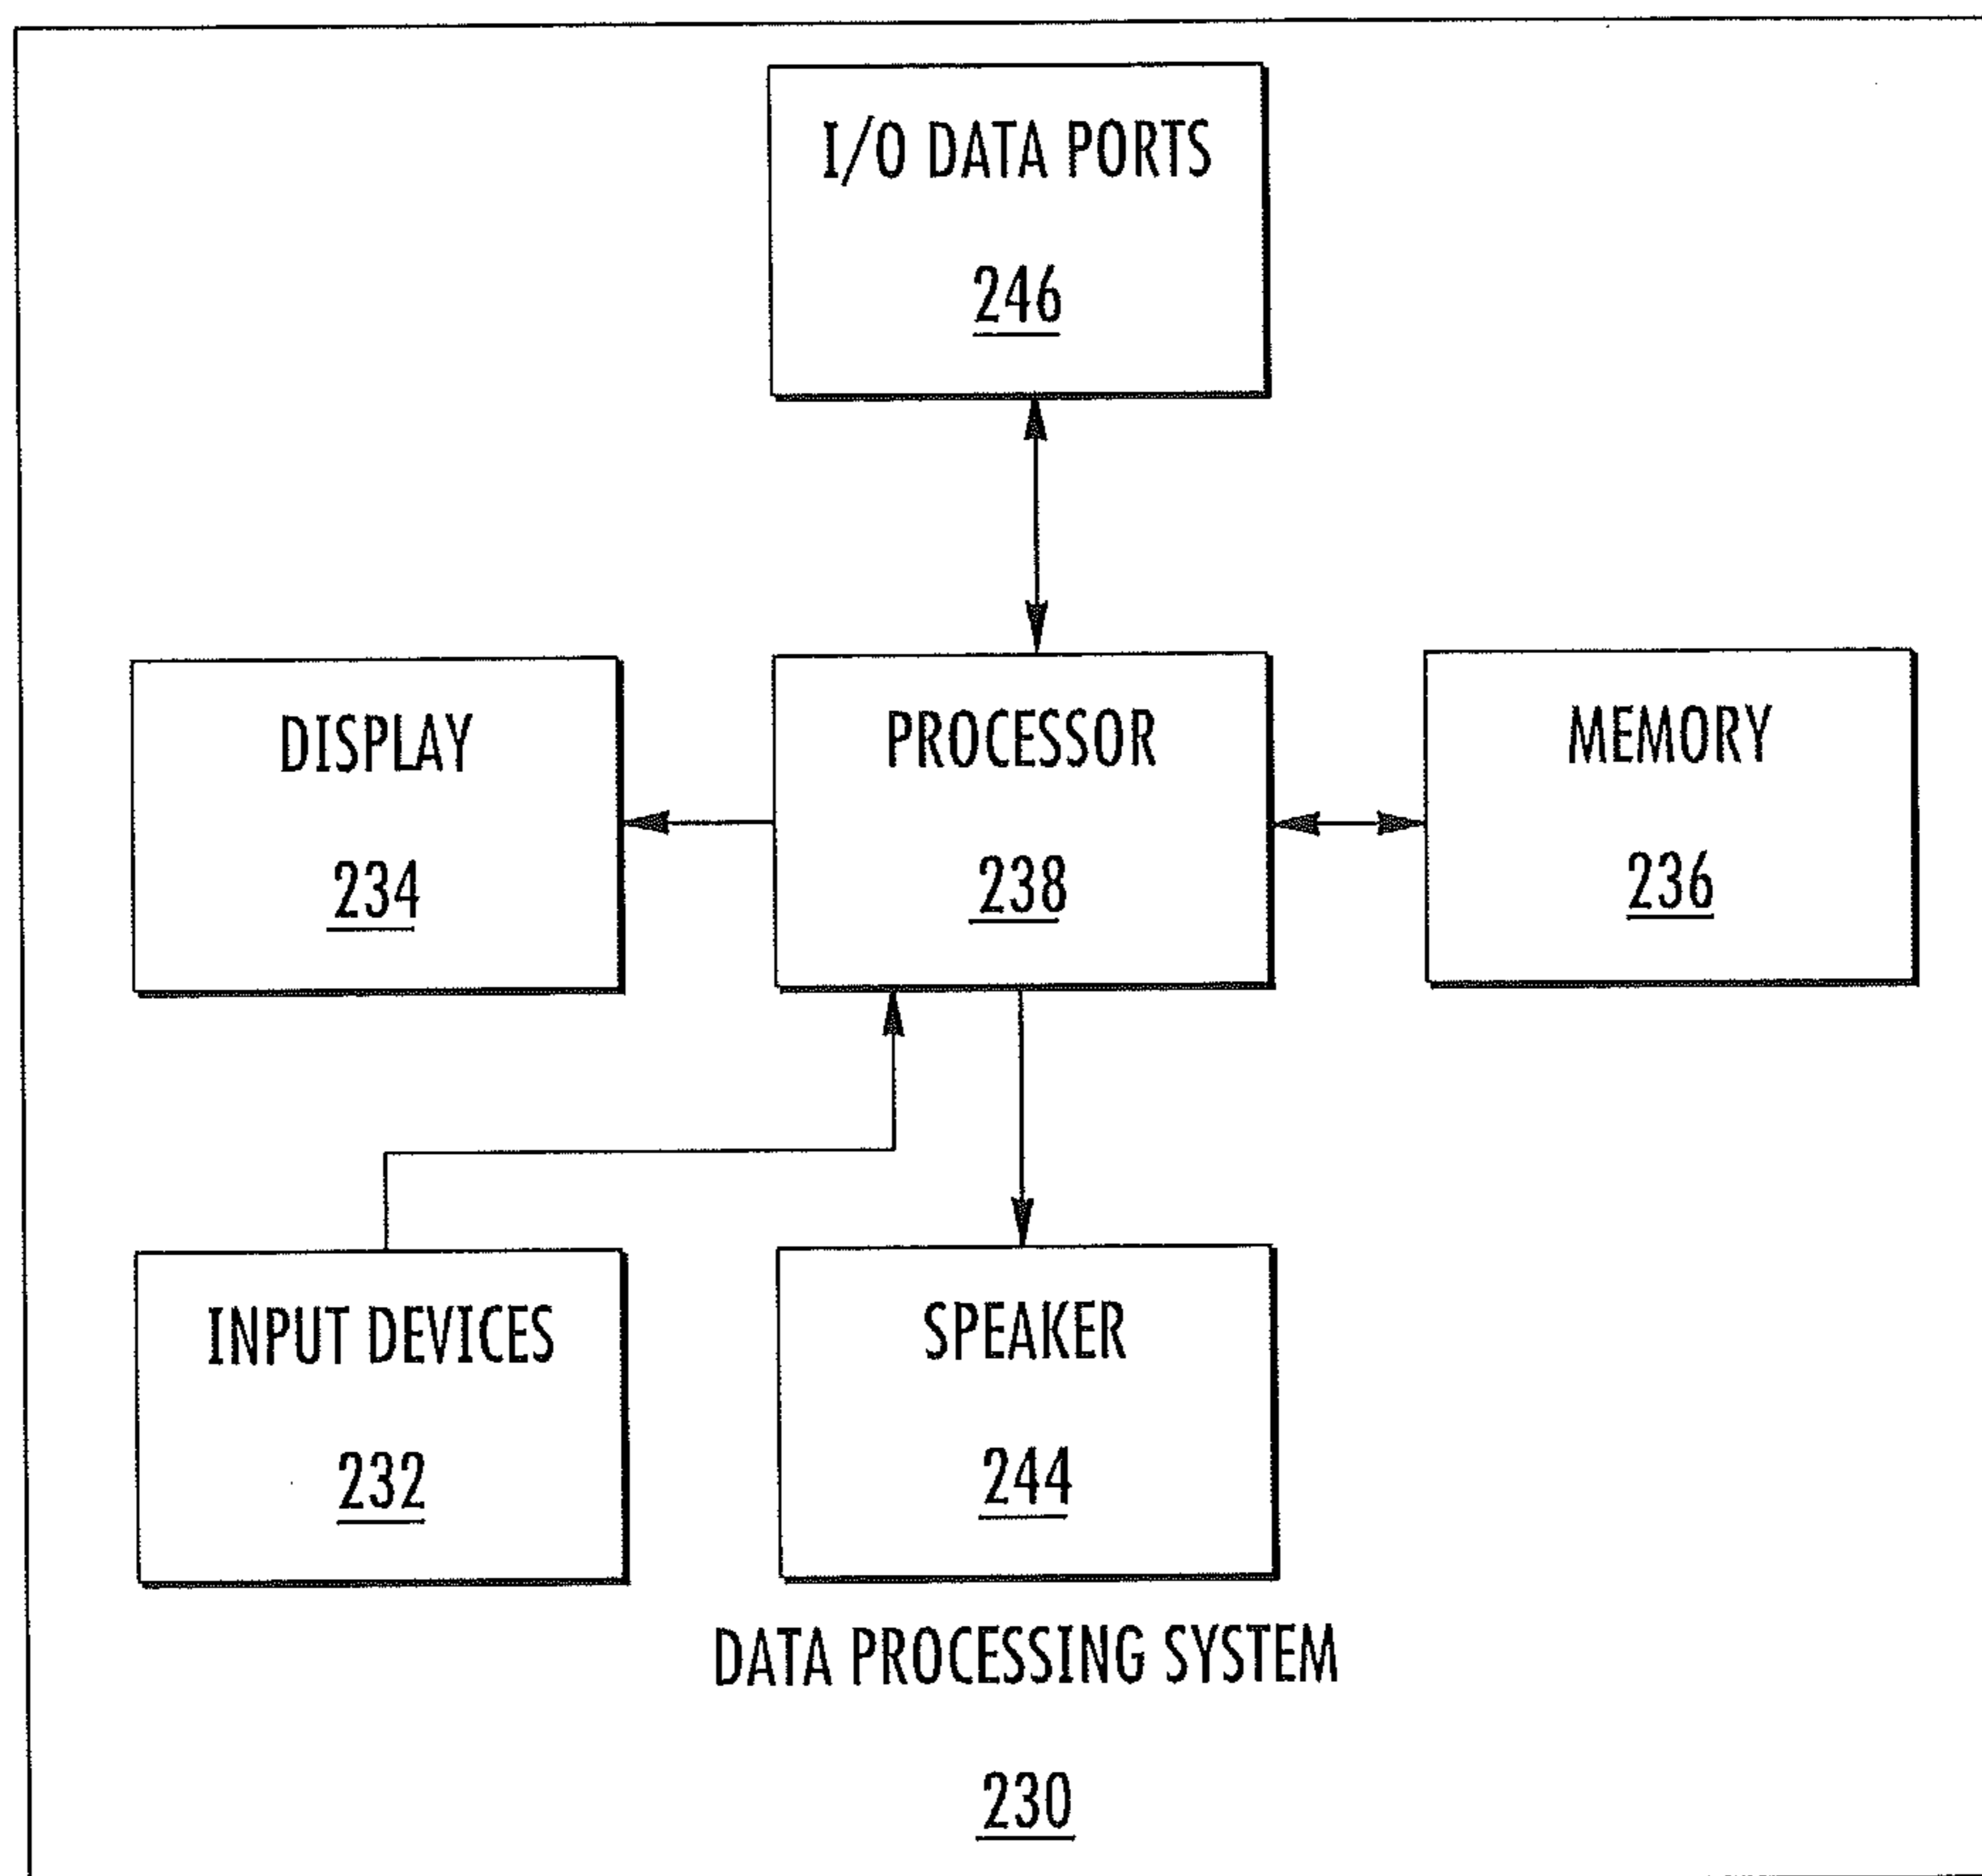 I/O DATA PORTS
246
DISPLAY
234
PROCESSOR
238
MEMORY
236
INPUT DEVICES
232
SPEAKER
244
DATA PROCESSING SYSTEM
230